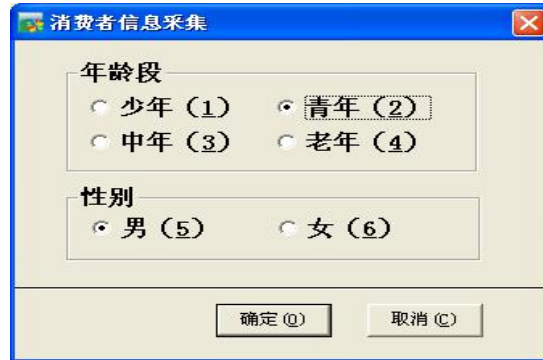 消费者信息采集
年龄段
少年（1） 青年（2）
中年（3） 老年（4）
性别
男（5） 女（6）
确定(O) 取消(C)